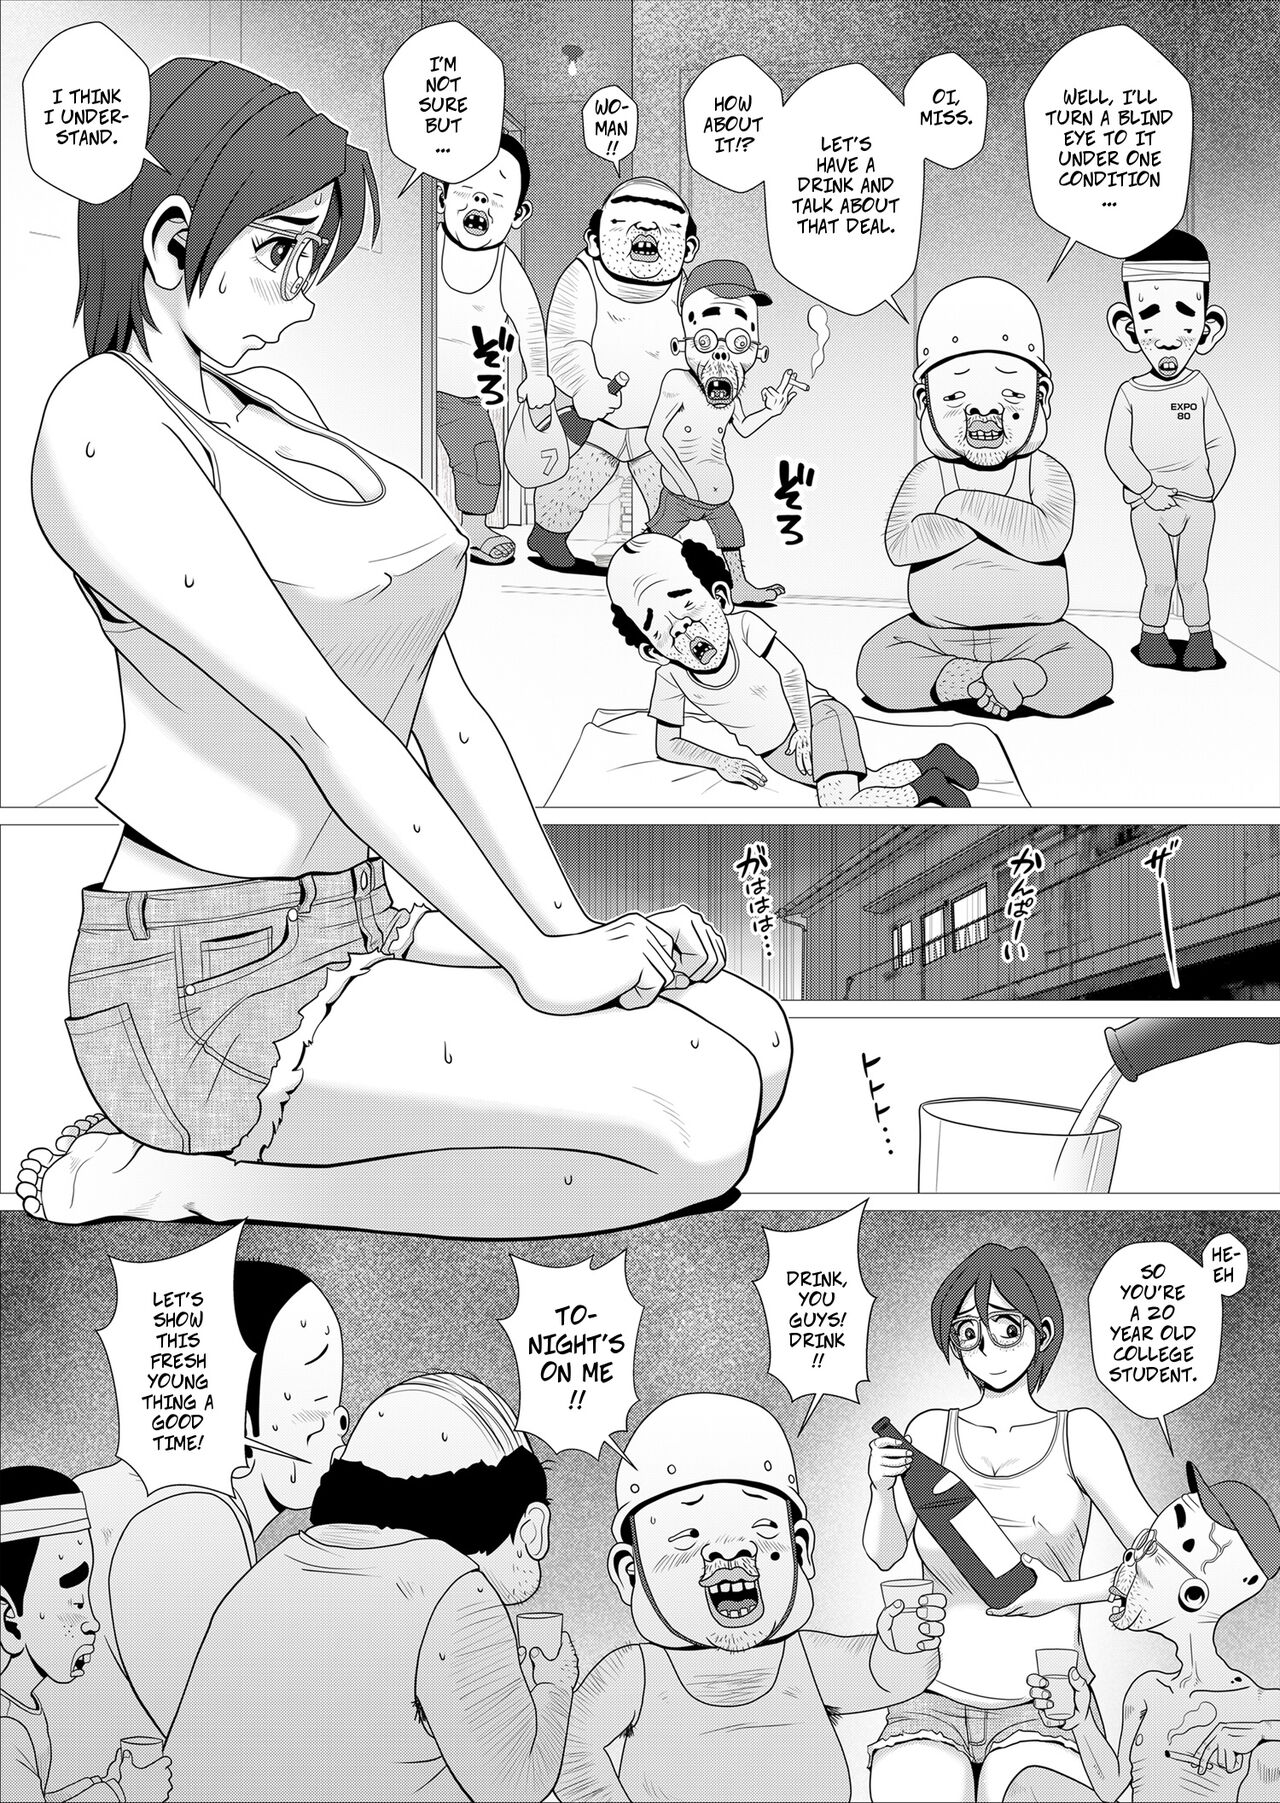 WELL, I'LL
TURN A BLIND
EYE TO IT
UNDER ONE
CONDITION
...
OI,
MISS.
LET'S
HAVE A
DRINK AND
TALK ABOUT
THAT DEAL.
HOW
ABOUT
IT!?
WO-
MAN
!!
I'M
NOT
SURE
BUT
...
I THINK
I UNDER-
STAND.
EXPO
80
ぞろ
ぞろ
ザー
かんぱーい
がははは…
トトトト…
HE-
EH
SO
YOU'RE
A 20
YEAR OLD
COLLEGE
STUDENT.
DRINK,
YOU
GUYS!
DRINK
!!
TO-
NIGHT'S
ON ME
!!
LET'S
SHOW
THIS
FRESH
YOUNG
THING A
GOOD
TIME!